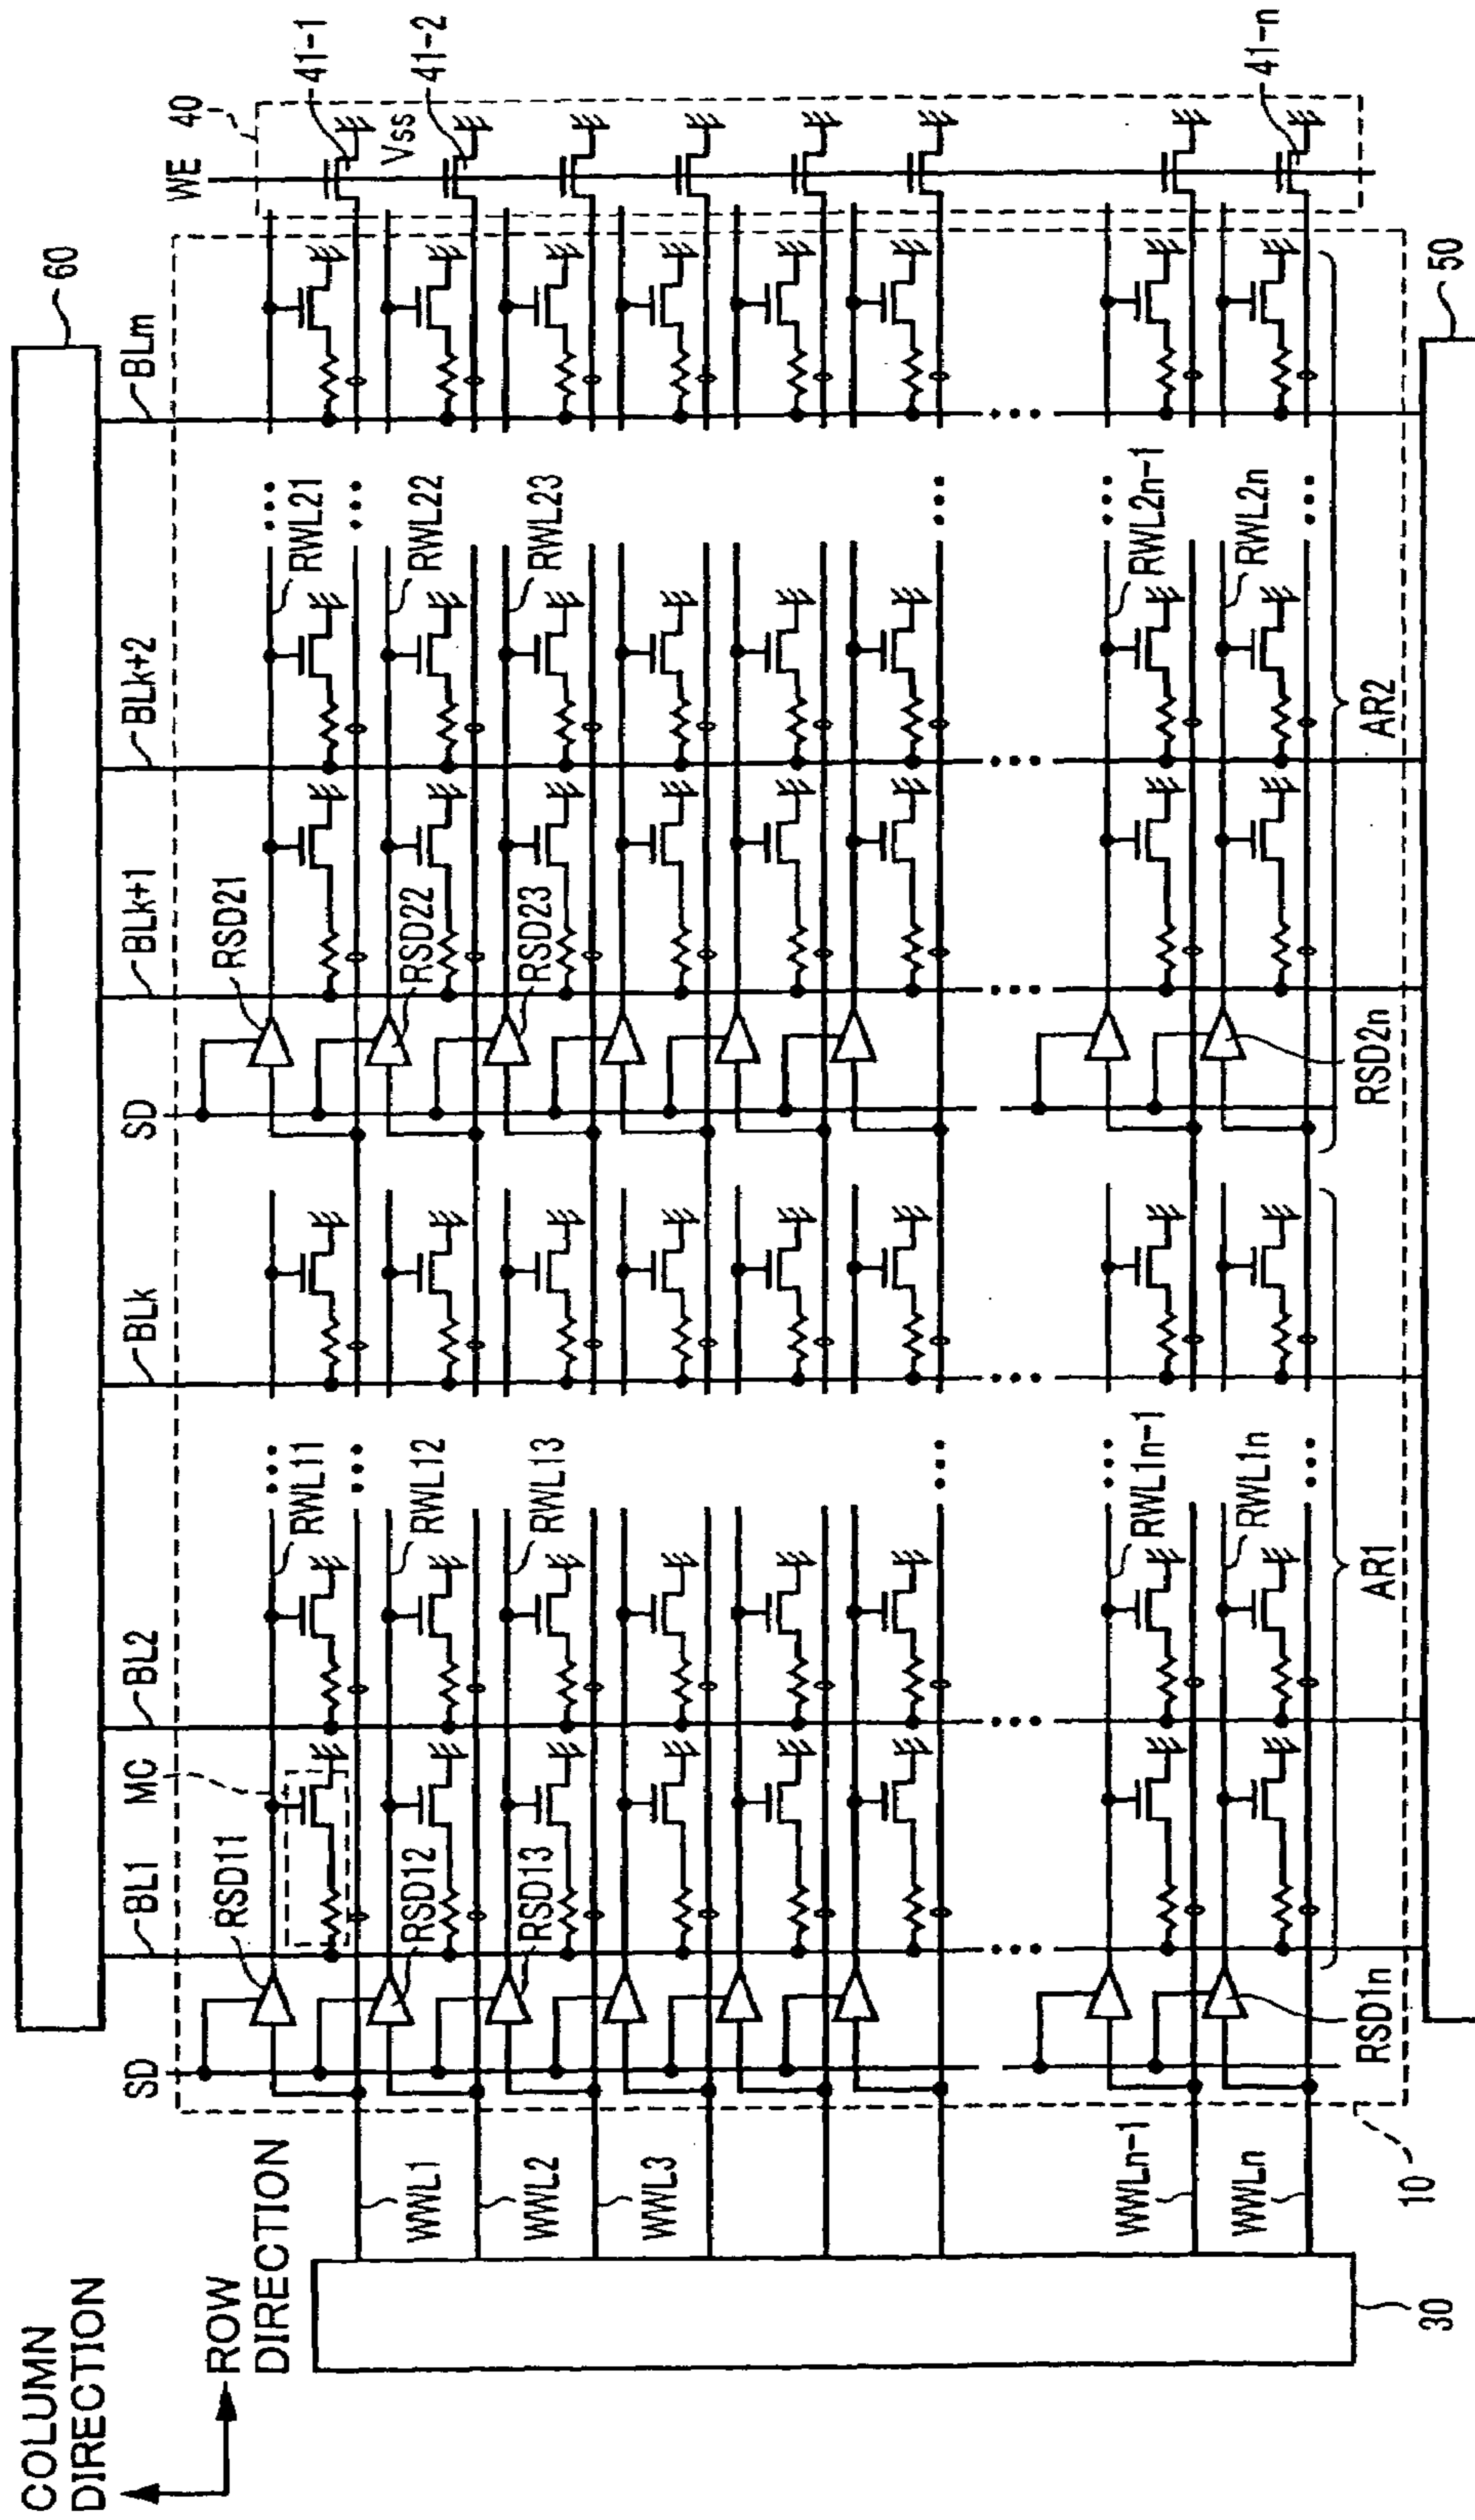 COLUMN
DIRECTION
ROW
DIRECTION
60
SD
BL1
MC
BL2
BLk
SD
BLk+1
BLk+2
BLm
WE
40
RSD11
RSD21
41-1
RWL11
RWL21
Vss
WWL1
RSD12
RWL12
RSD22
RWL22
41-2
WWL2
RSD13
RWL13
RSD23
RWL23
WWL3
WWLn-1
RWL1n-1
RWL2n-1
WWLn
RWL1n
RWL2n
41-n
RSD1n
AR1
RSD2n
AR2
10
30
50